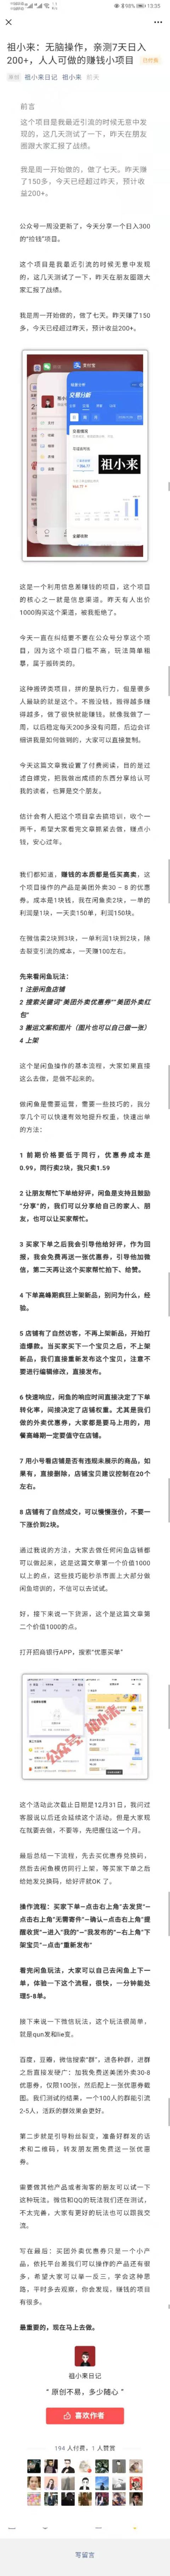 98% 13:35
祖小来：无脑操作，亲测7天日入
200+，人人可做的赚钱小项目
已付费
原创 祖小来日记 祖小来 昨天
前言
这个项目是我最近引流的时候无意中发
现的，这几天测试了一下，昨天在朋友
圈跟大家汇报了战绩。
我是周一开始做的，做了七天，昨天赚
了150多，今天已经超过昨天，预计收
益200+。
公众号一周没更新了，今天分享一个日入300
的“捡钱”项目。
这个项目是我最近引流的时候无意中发现
的，这几天测试了一下，昨天在朋友圈跟大
家汇报了战绩。
我是周一开始做的，做了七天，昨天赚了150
多，今天已经超过昨天，预计收益200+。
支付宝
交易分析
祖小来
这是一个利用信息差赚钱的项目，这个项目
的核心之一就是信息渠道。昨天有人出价
1000购买这个渠道，被我拒绝了。
今天一直在纠结要不要在公众号分享这个项
目，因为这个项目门槛不高，玩法简单粗
暴，属于搬砖类的。
这种搬砖类项目，拼的是执行力，但是很多
人最缺的就是这个，不搬没钱，搬得越多赚
得越多，做了很快就能赚钱。就像我做了一
周，以后稳定每天200多没有问题，后边会详
细讲我是如何做到的，大家可以直接复制。
今天这篇文章我设置了付费阅读，目的是过
滤白嫖党，把我做出成绩的东西分享给认可
我的读者，也算是交个朋友。
估计会有人把这个项目拿去搞培训，收个一
两千，希望大家看完文章抓紧去做，赚点小
钱，安心过年。
我们都知道，赚钱的本质都是低买高卖，这
个项目操作的产品是美团外卖30－8的优惠
券。成本是1块钱，我在闲鱼卖2块，一单的
利润是1块，一天卖150单，利润150块。
在微信卖2块到3块，一单利润1块到2块，除
去裂变引流的成本，一天赚100左右。
先来看闲鱼玩法：
1 注册闲鱼店铺
2 搜索关键词“美团外卖优惠券”“美团外卖红
包”
3 搬运文案和图片（图片也可以自己做一张）
4 上架
这个是闲鱼操作的基本流程，大家如果直接
这么去做，是做不起来的。
做闲鱼是需要运营，需要一些技巧的，我分
享几个可以快速有效地提升权重，快速出单
的方法：
1 前期价格要低于同行，优惠券成本是
0.99，同行卖2块，我只卖1.59
2 让朋友帮忙下单给好评，闲鱼是支持且鼓励
“分享”的，我们可以分享给自己的家人、朋
友，也可以让买家帮忙。
3 买家下单之后我会引导他给好评，作为回
报，我会免费再送一张优惠券，引导他加微
信，第二天再让这个买家帮忙拍下、给赞。
4 下单高峰期疯狂上架新品，别问为什么，经
验。
5 店铺有了自然访客，不再上架新品，开始打
造爆款。当买家买下一个宝贝之后，不上架
新品，我们直接重新发布这个宝贝，注意不
要进行编辑修改，直接发布。
6 快速响应，闲鱼的响应时间直接决定了下单
转化率，间接决定了店铺权重。尤其是我们
做的外卖优惠券，大家都是要马上用的，用
餐高峰期一定要值守在店铺。
7 用小号看店铺是否有违规未展示的商品，如
果有，直接删除，店铺宝贝建议控制在20个
左右。
8 店铺有了自然成交，可以慢慢涨价，不要一
下涨价到2块。
通过我说的方法，大家去做任何闲鱼店铺都
可以做起来，这是这篇文章第一个价值1000
以上的点，这些技巧能秒杀市面上大部分做
闲鱼培训的，不信可以去试试。
好，接下来说一下货源，这个是这篇文章第
二个价值1000的点。
打开招商银行APP，搜索“优惠买单”
公众号：祖小来
这个活动此次截止日期是12月31日，我问过
客服说以后还会延续这个活动，但是大家现
在就要去做，不要等，先把握住这一个月。
最后总结一下流程，先去买优惠券兑换码，
然后去闲鱼模仿同行上架，等买家下单之后
给他发兑换码，给好评就OK 了。
操作流程：买家下单—点击右上角“去发货”—
点击右上角“无需寄件”—确认—点击右上角“提
醒收货”—进入“我的”—“我发布的”—右上角“下
架宝贝”—点击“重新发布”
看完闲鱼玩法，大家可以自己去闲鱼上下一
单，体验一下这个流程，很快，一分钟能处
理5-8单。
接下来说一下微信玩法，这个玩法很简单，
就是qun发和lie变。
百度，豆瓣，微信搜索“群”，进各种群，进群
之后直接发硬广：加我免费送美团外卖30-8
优惠券，仅限100张，然后配上一张优惠券截
图。我们测试的结果，一个100人的群能引流
2-5人，活跃的群效果会更好。
第二步就是引导粉丝裂变，准备好群发的话
术和二维码，转发朋友圈免费送一张优惠
券。
需要做其他产品或者淘客的朋友可以试一下
这种玩法，微信和QQ的玩法我们还在测试，
不太完善，大家有更好的玩法也可以跟我交
流。
写在最后：买团外卖优惠券只是一个小产
品，依托平台差我们可以操作的产品还有很
多，希望大家可以举一反三，学会这种思
路，平时多去观察，你会发现，赚钱的项目
有很多。
最重要的，现在马上去做。
祖小来日记
“ 原创不易，多少随心 ”
喜欢作者
194 人付费，1 人赞赏
写留言